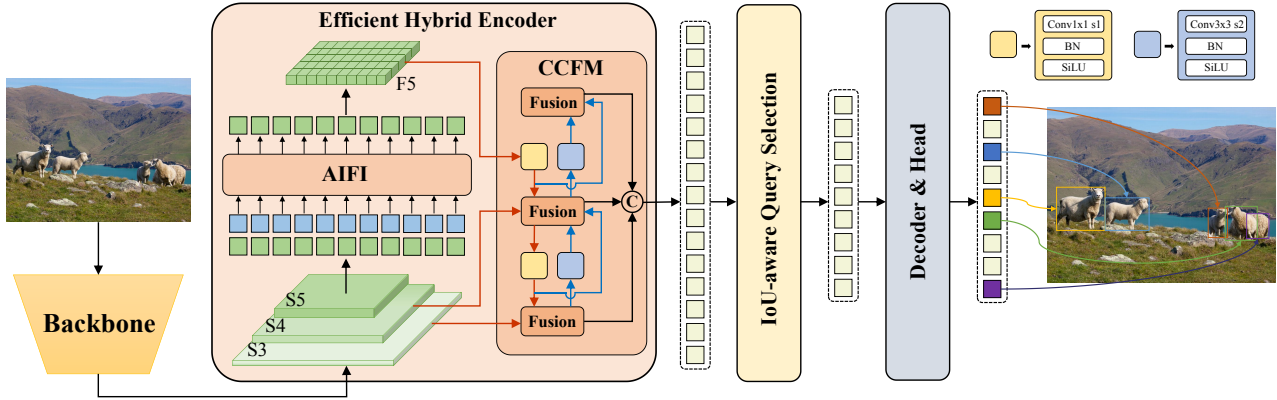 Efficient Hybrid Encoder
F5
CCFM
Fusion
AIFI
Fusion
C
S5
S4
S3
Fusion
Backbone
IoU-aware Query Selection
Decoder & Head
Conv1x1 s1
BN
SiLU
Conv3x3 s2
BN
SiLU